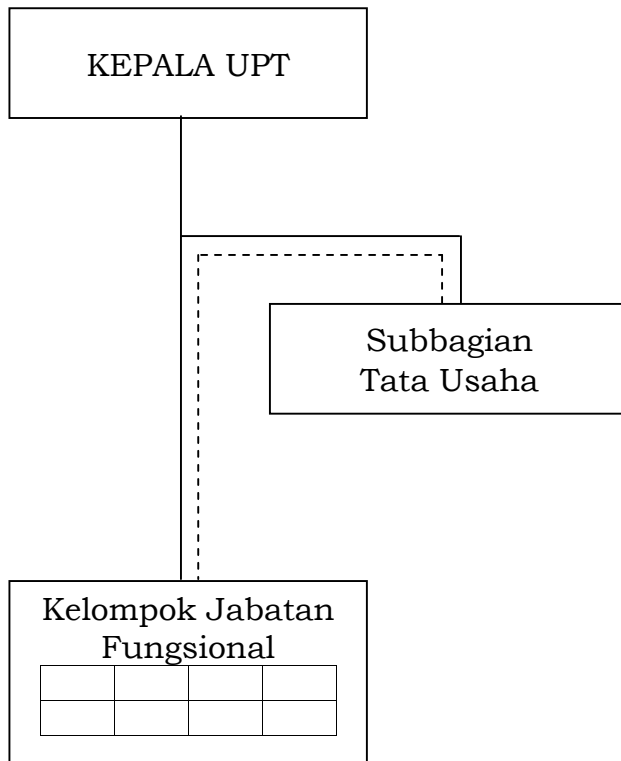 KEPALA UPT
Subbagian
Tata Usaha
Kelompok Jabatan
Fungsional